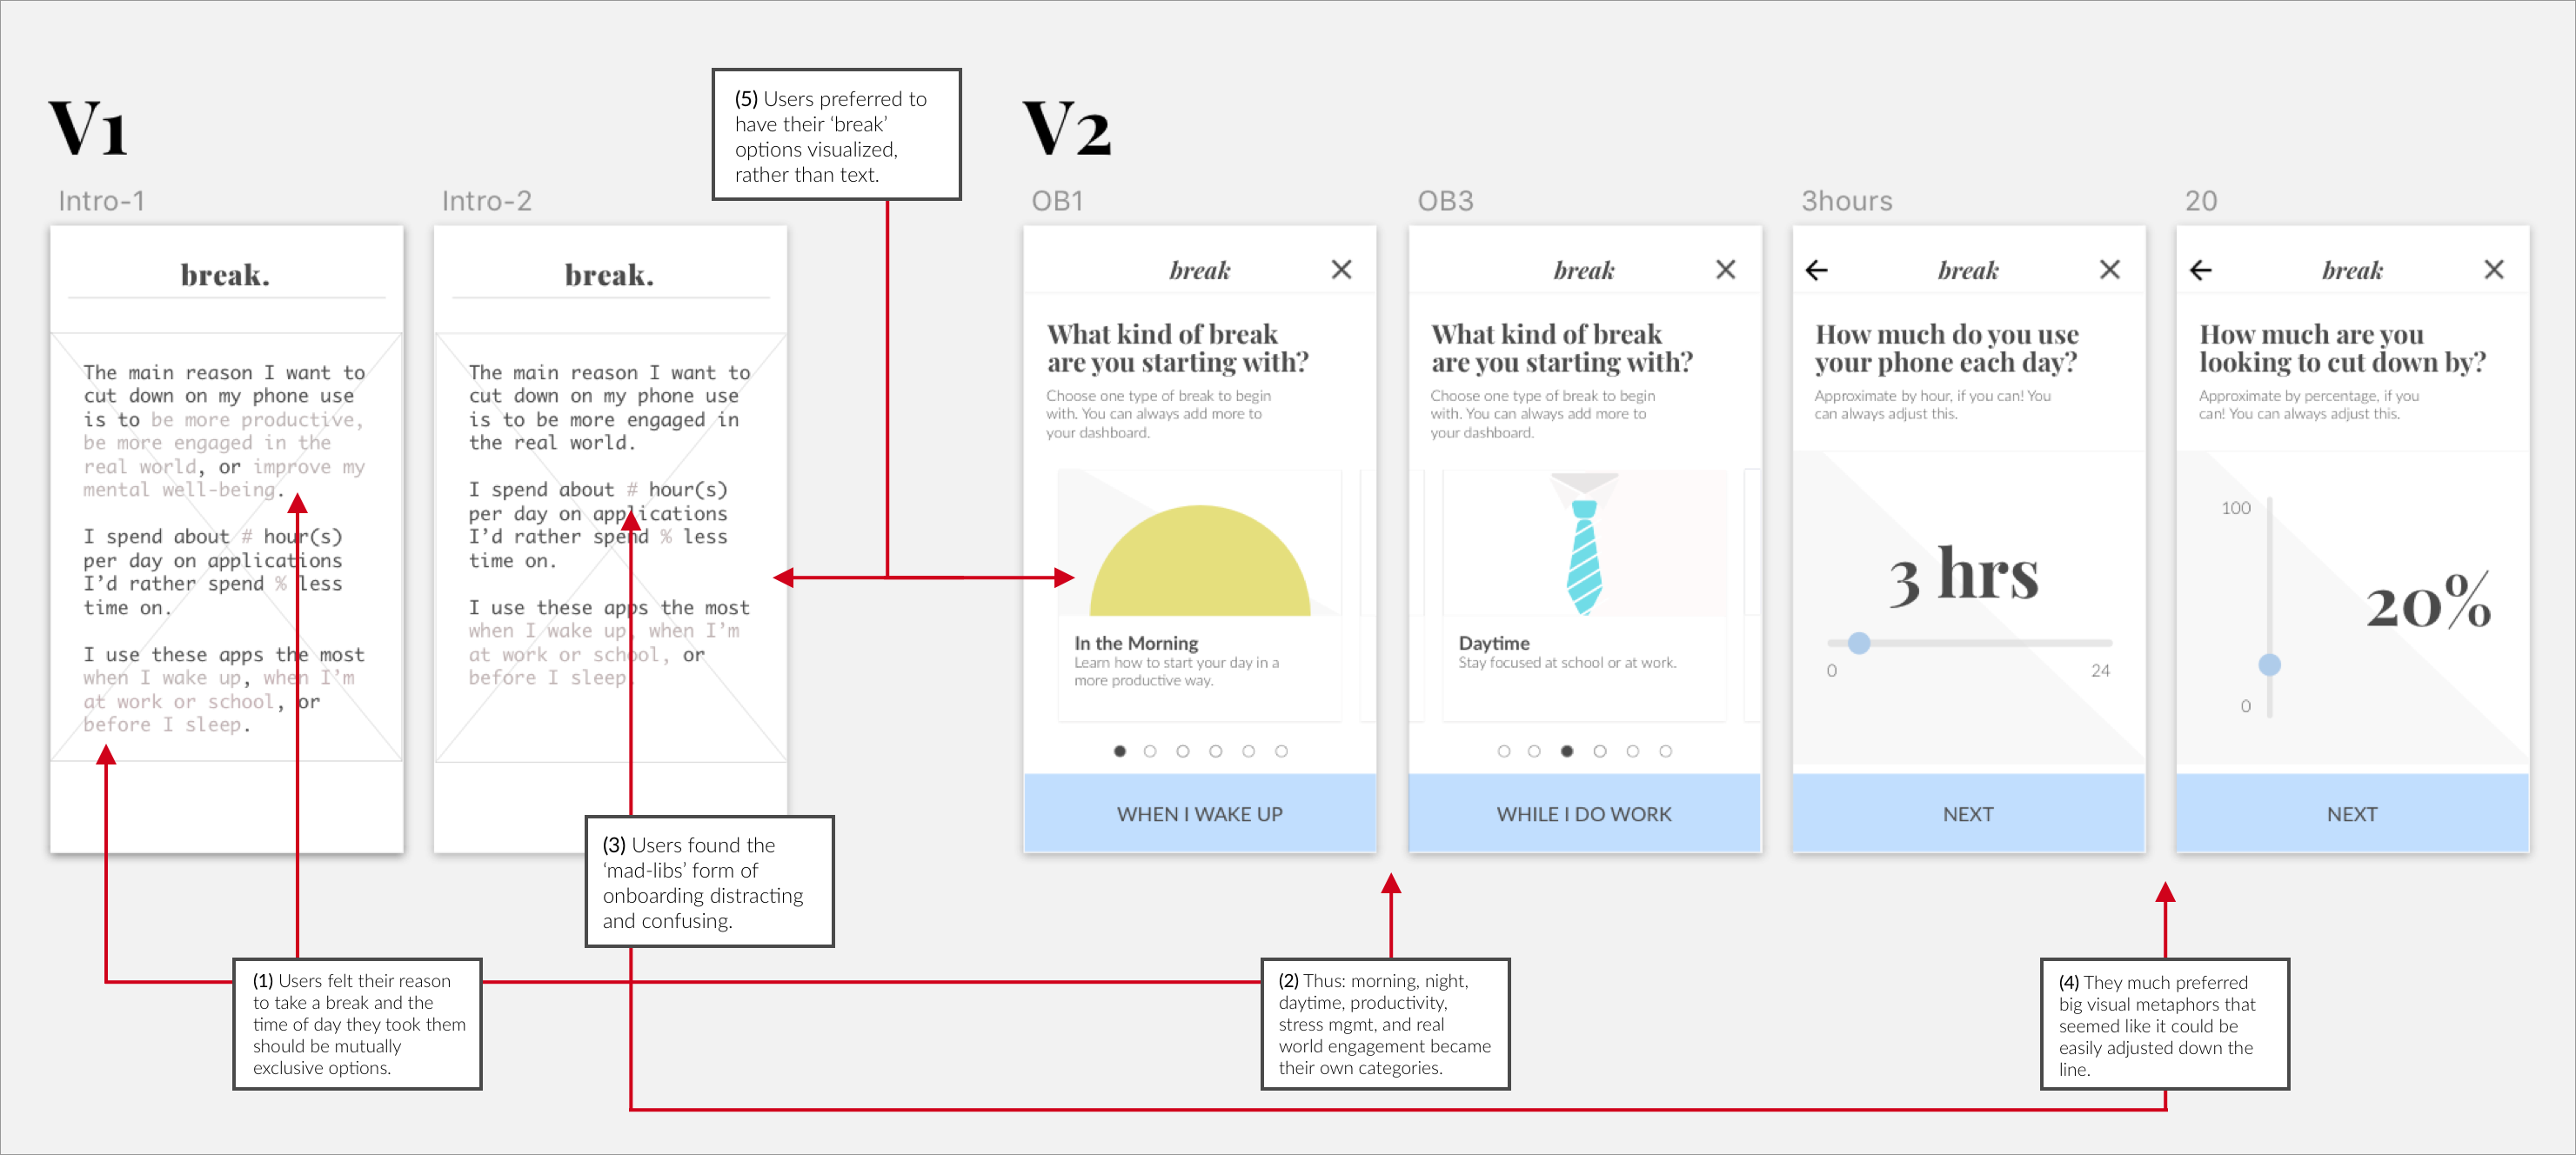 V1
Intro-1
break.
The main reason I want to
cut down on my phone use
is to be more productive,
be more engaged in the
real world, or improve my
mental well-being.
I spend about # hour(s)
per day on applications
I'd rather spend % less
time on.
I use these apps the most
when I wake up, when I'm
at work or school, or
before I sleep.
Intro-2
break.
The main reason I want to
cut down on my phone use
is to be more engaged in
the real world.
I spend about # hour(s)
per day on applications
I'd rather spend % less
time on.
I use these apps the most
when I wake up, when I'm
at work or school, or
before I sleep.
(5) Users preferred to
have their ‘break’
options visualized,
rather than text.
V2
OB1
break
What kind of break
are you starting with?
Choose one type of break to begin
with. You can always add more to
your dashboard.
In the Morning
Learn how to start your day in a
more productive way.
WHEN I WAKE UP
OB3
break
What kind of break
are you starting with?
Choose one type of break to begin
with. You can always add more to
your dashboard.
Daytime
Stay focused at school or at work.
WHILE I DO WORK
3hours
break
How much do you use
your phone each day?
Approximate by hour, if you can! You
can always adjust this.
3 hrs
0 24
NEXT
20
break
How much are you
looking to cut down by?
Approximate by percentage, if you
can! You can always adjust this.
100
20%
0
NEXT
(3) Users found the
‘mad-libs’ form of
onboarding distracting
and confusing.
(1) Users felt their reason
to take a break and the
time of day they took them
should be mutually
exclusive options.
(2) Thus: morning, night,
daytime, productivity,
stress mgmt, and real
world engagement became
their own categories.
(4) They much preferred
big visual metaphors that
seemed like it could be
easily adjusted down the
line.